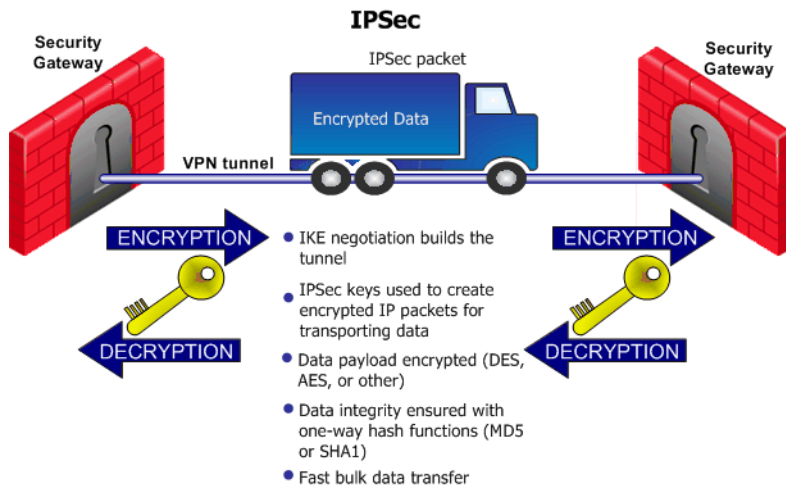 IPSec
Security
Gateway
Security
Gateway
IPSec packet
Encrypted Data
VPN tunnel
ENCRYPTION
DECRYPTION
• IKE negotiation builds the
tunnel
• IPSec keys used to create
encrypted IP packets for
transporting data
• Data payload encrypted (DES,
AES, or other)
• Data integrity ensured with
one-way hash functions (MD5
or SHA1)
• Fast bulk data transfer
ENCRYPTION
DECRYPTION